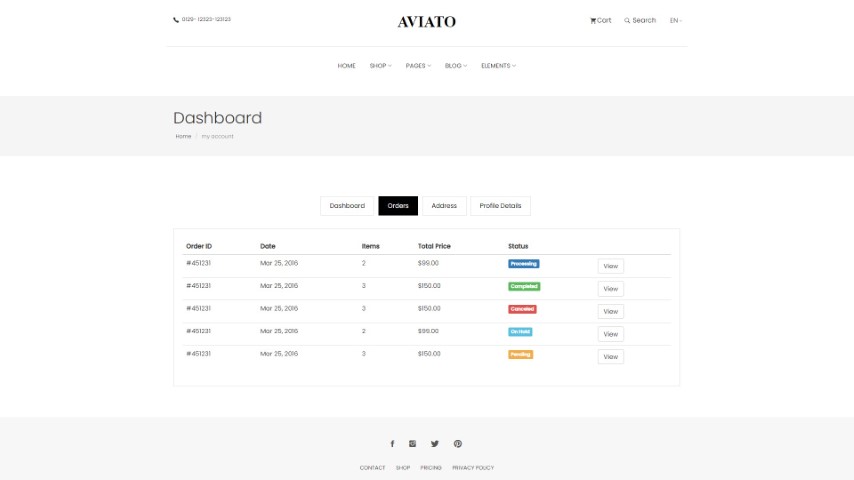 0129- 12323-123123
AVIATO
Cart Search EN
HOME SHOP PAGES BLOG ELEMENTS
Dashboard
Home / my account
Dashboard Orders Address Profile Details
Order ID Date Items Total Price Status
#451231 Mar 25, 2016 2 $99.00 Processing View
#451231 Mar 25, 2016 3 $150.00 Completed View
#451231 Mar 25, 2016 3 $150.00 Canceled View
#451231 Mar 25, 2016 2 $99.00 On Hold View
#451231 Mar 25, 2016 3 $150.00 Pending View
CONTACT SHOP PRICING PRIVACY POLICY